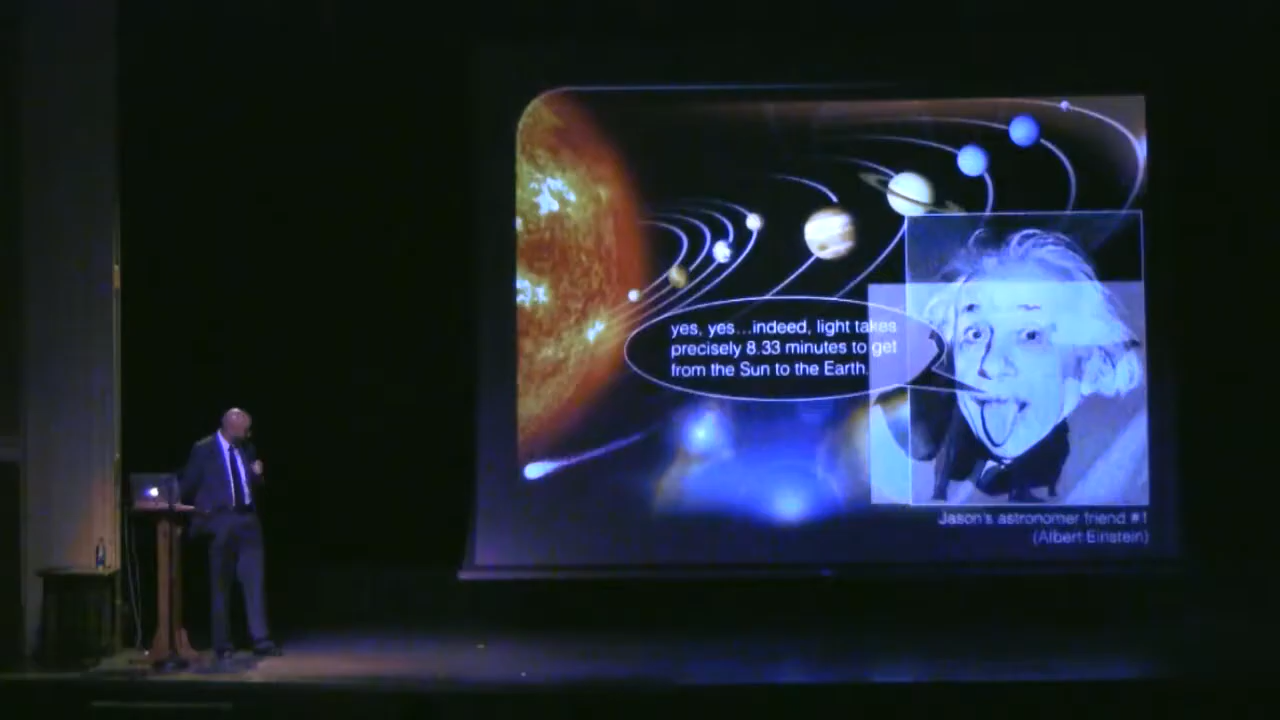 yes, yes...indeed, light takes
precisely 8.33 minutes to get
from the Sun to the Earth.
Jason's astronomer friend #1
(Albert Einstein)